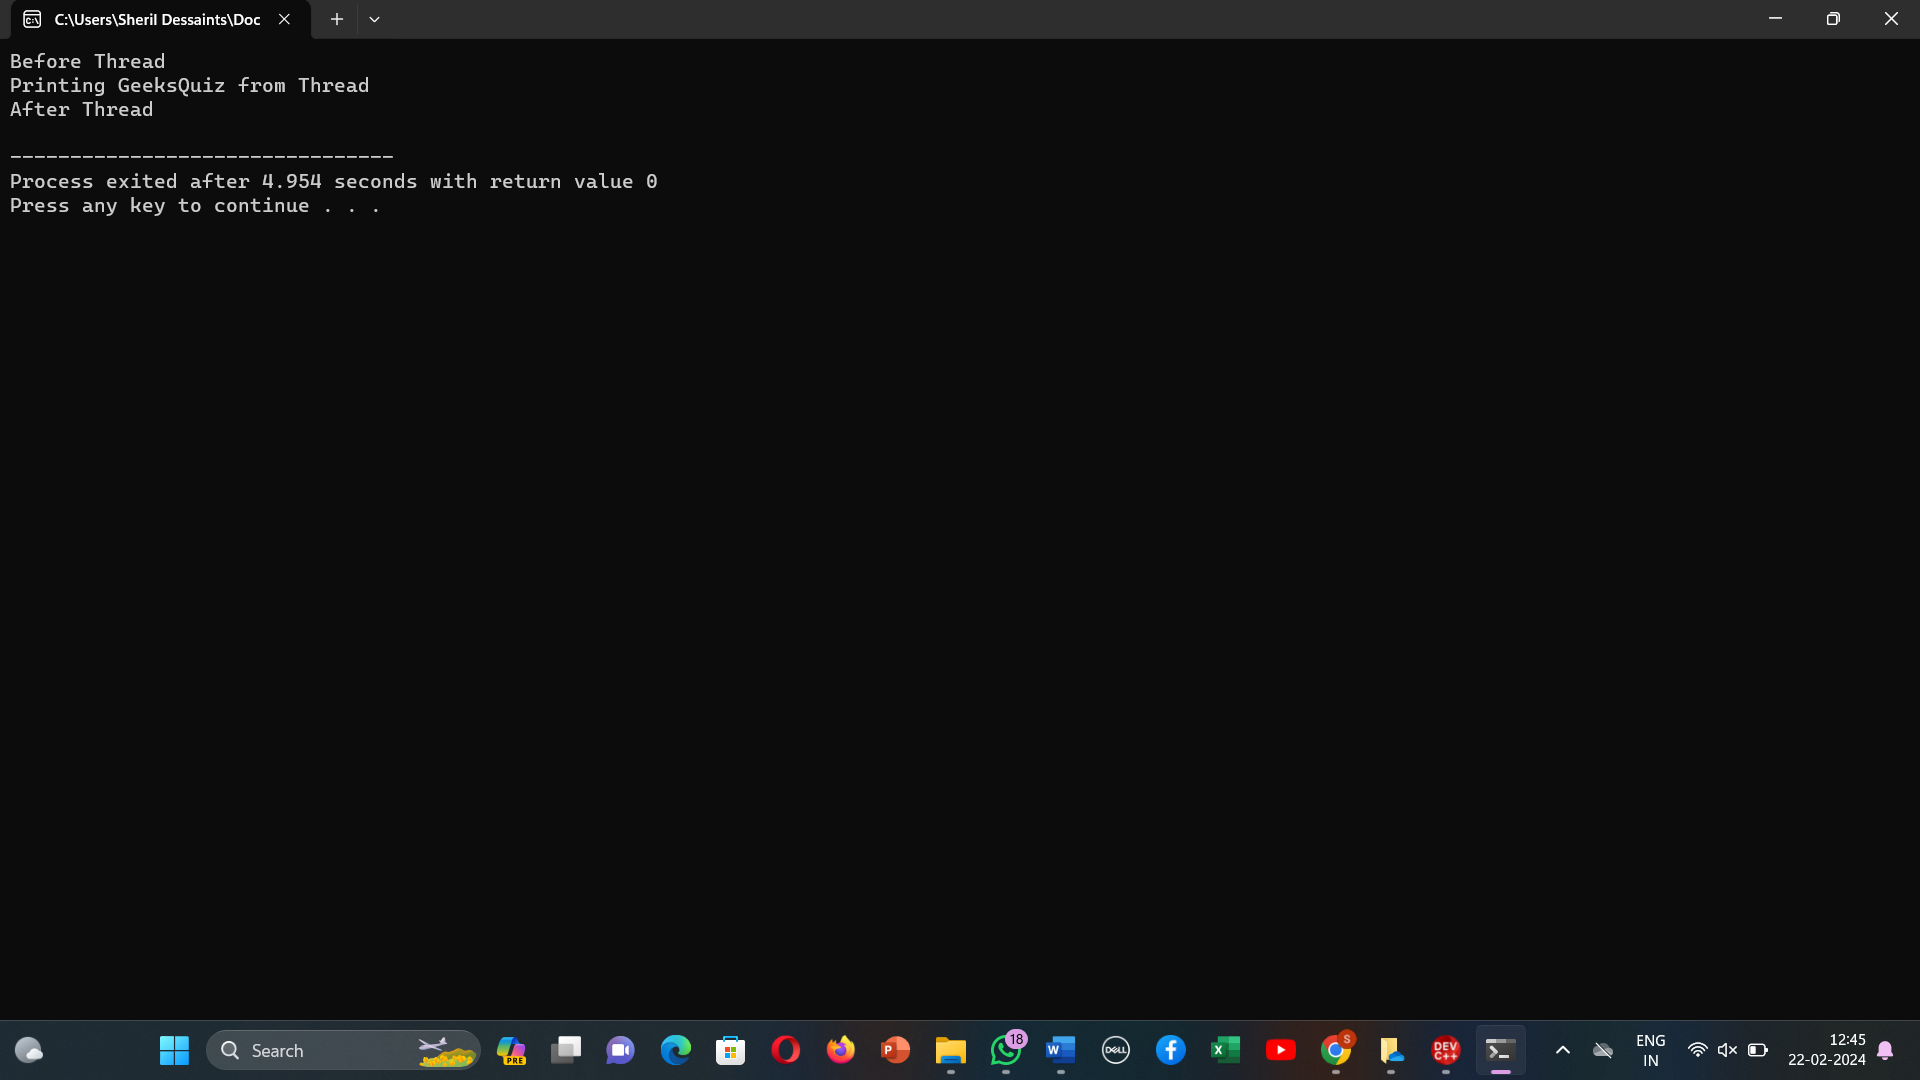 C:\Users\Sheril Dessaints\Doc
Before Thread
Printing GeeksQuiz from Thread
After Thread
--------------------------------
Process exited after 4.954 seconds with return value 0
Press any key to continue . . .
Search
PRE
P
18
W
DELL
X
S
DEV
C++
ENG
IN
12:45
22-02-2024